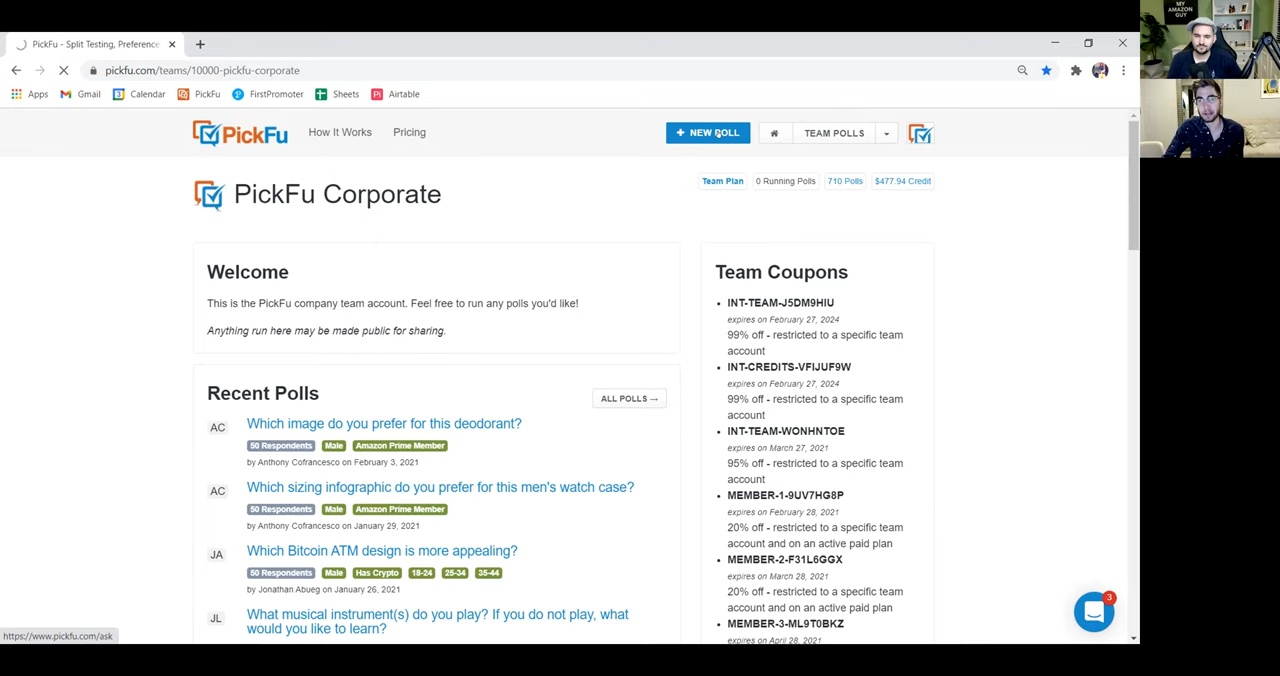 MY
AMAZON
GUY
PickFu - Split Testing, Preference
pickfu.com/teams/10000-pickfu-corporate
Apps
Gmail
Calendar
PickFu
FirstPromoter
Sheets
Airtable
PickFu
How It Works
Pricing
+ NEW POLL
TEAM POLLS
PickFu Corporate
Team Plan
0 Running Polls
710 Polls
$477.94 Credit
Welcome
This is the PickFu company team account. Feel free to run any polls you'd like!
Anything run here may be made public for sharing.
Recent Polls
ALL POLLS →
AC
Which image do you prefer for this deodorant?
50 Respondents Male Amazon Prime Member
by Anthony Cofrancesco on February 3, 2021
AC
Which sizing infographic do you prefer for this men's watch case?
50 Respondents Male Amazon Prime Member
by Anthony Cofrancesco on January 29, 2021
JA
Which Bitcoin ATM design is more appealing?
50 Respondents Male Has Crypto 18-24 25-34 35-44
by Jonathan Abueg on January 26, 2021
JL
What musical instrument(s) do you play? If you do not play, what
would you like to learn?
Team Coupons
INT-TEAM-J5DM9HIU
expires on February 27, 2024
99% off - restricted to a specific team
account
INT-CREDITS-VFIJUF9W
expires on February 27, 2024
99% off - restricted to a specific team
account
INT-TEAM-WONHNTOE
expires on March 27, 2021
95% off - restricted to a specific team
account
MEMBER-1-9UV7HG8P
expires on February 28, 2021
20% off - restricted to a specific team
account and on an active paid plan
MEMBER-2-F31L6GGX
expires on March 28, 2021
20% off - restricted to a specific team
account and on an active paid plan
MEMBER-3-ML9T0BKZ
expires on April 28, 2021
3
https://www.pickfu.com/ask